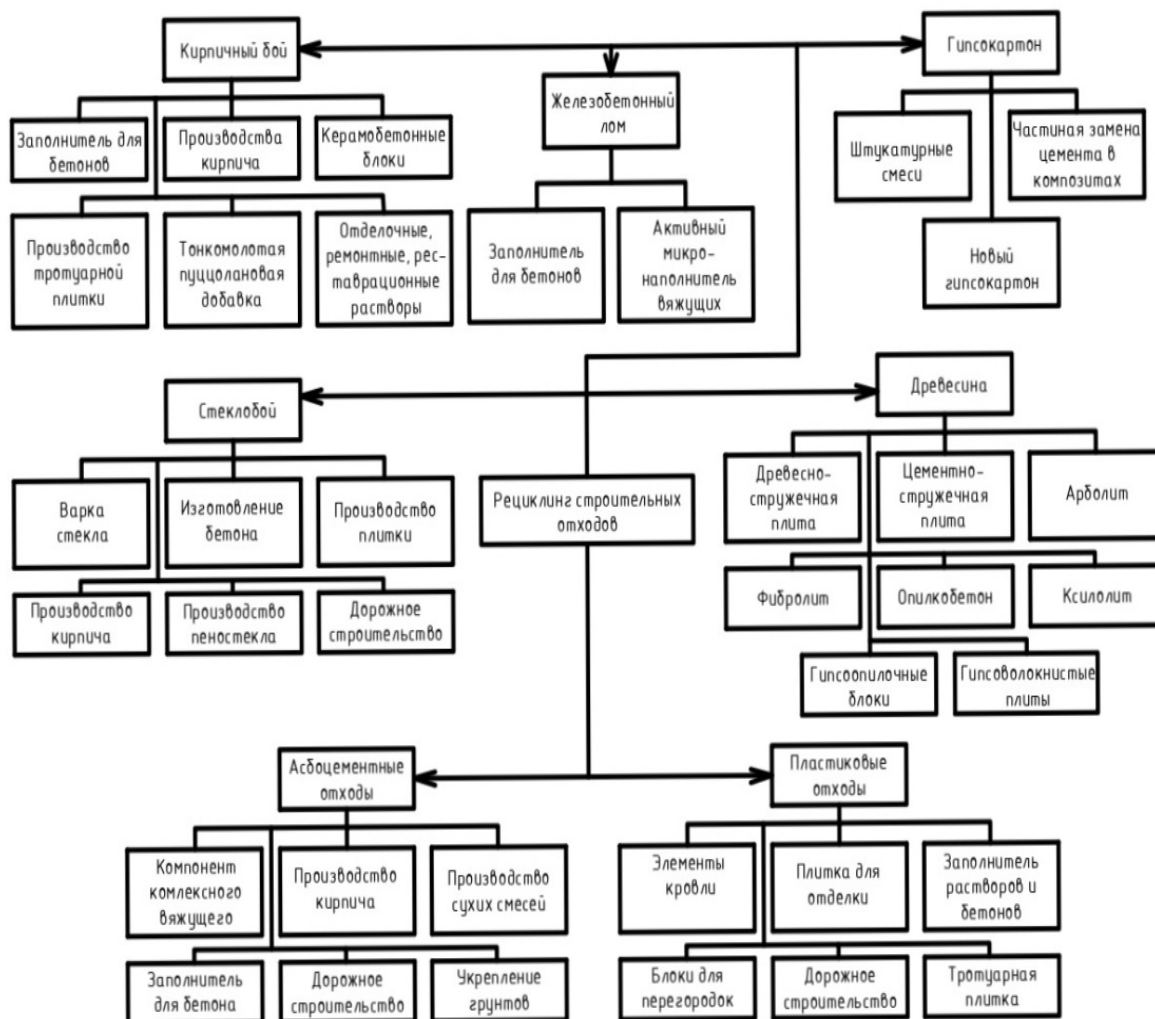 Кирпичный бой
Гипсокартон
Железобетонный
лом
Заполнитель для
бетонов
Производства
кирпича
Керамобетонные
блоки
Штукатурные
смеси
Частиная замена
цемента в
композитах
Производство
тротуарной
плитки
Тонкомолотая
пуццолановая
добавка
Отделочные,
ремонтные, рес-
таврационные
растворы
Заполнитель
для бетонов
Активный
микро-
наполнитель
вяжущих
Новый
гипсокартон
Стеклобой
Древесина
Варка
стекла
Изготовление
бетона
Производство
плитки
Рециклинг строительных
отходов
Древесно-
стружечная
плита
Цементно-
стружечная
плита
Арболит
Производство
кирпича
Производство
пеностекла
Дорожное
строительство
Фибролит
Опилкобетон
Ксилолит
Гипсоопилочные
блоки
Гипсоволокнистые
плиты
Асбоцементные
отходы
Пластиковые
отходы
Компонент
комлексного
вяжущего
Производство
кирпича
Производство
сухих смесей
Элементы
кровли
Плитка для
отделки
Заполнитель
растворов и
бетонов
Заполнитель
для бетона
Дорожное
строительство
Укрепление
грунтов
Блоки для
перегородок
Дорожное
строительство
Тротуарная
плитка